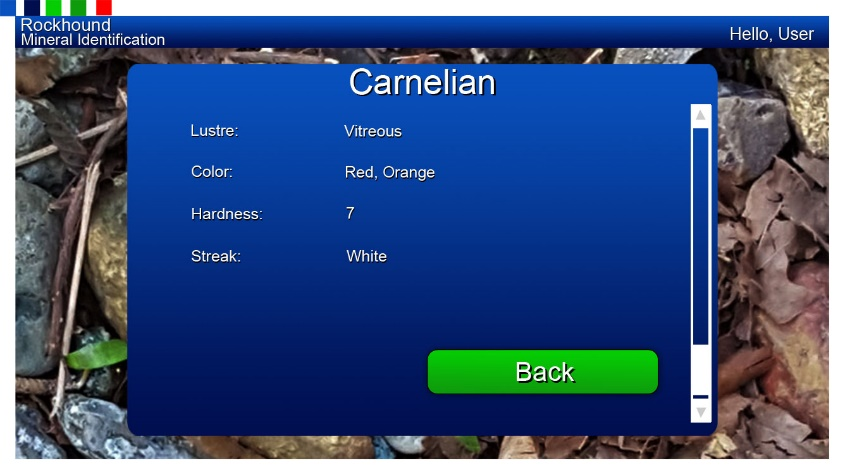 Rockhound
Mineral Identification
Hello, User
Carnelian
Lustre: Vitreous
Color: Red, Orange
Hardness: 7
Streak: White
Back